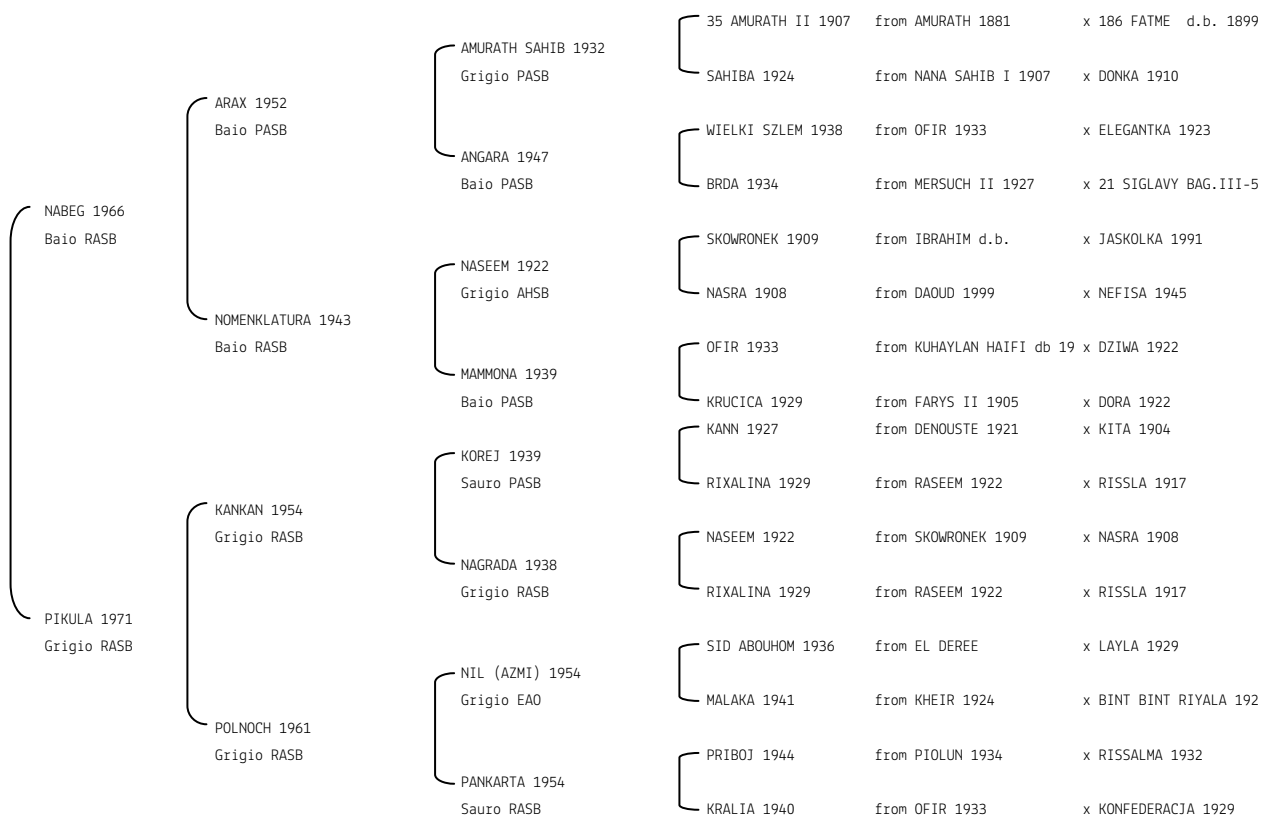 35 AMURATH II 1907 from AMURATH 1881 x 186 FATME d.b. 1899
AMURATH SAHIB 1932
Grigio PASB
SAHIBA 1924 from NANA SAHIB I 1907 x DONKA 1910
ARAX 1952
Baio PASB
WIELKI SZLEM 1938 from OFIR 1933 x ELEGANTKA 1923
ANGARA 1947
Baio PASB
BRDA 1934 from MERSUCH II 1927 x 21 SIGLAVY BAG.III-5
NABEG 1966
Baio RASB
SKOWRONEK 1909 from IBRAHIM d.b. x JASKOLKA 1991
NASEEM 1922
Grigio AHSB
NASRA 1908 from DAOUD 1999 x NEFISA 1945
NOMENKLATURA 1943
Baio RASB
OFIR 1933 from KUHAYLAN HAIFI db 19 x DZIWA 1922
MAMMONA 1939
Baio PASB
KRUCICA 1929 from FARYS II 1905 x DORA 1922
KANN 1927 from DENOUSTE 1921 x KITA 1904
KOREJ 1939
Sauro PASB
RIXALINA 1929 from RASEEM 1922 x RISSLA 1917
KANKAN 1954
Grigio RASB
NASEEM 1922 from SKOWRONEK 1909 x NASRA 1908
NAGRADA 1938
Grigio RASB
RIXALINA 1929 from RASEEM 1922 x RISSLA 1917
PIKULA 1971
Grigio RASB
SID ABOUHOM 1936 from EL DEREE x LAYLA 1929
NIL (AZMI) 1954
Grigio EAO
MALAKA 1941 from KHEIR 1924 x BINT BINT RIYALA 192
POLNOCH 1961
Grigio RASB
PRIBOJ 1944 from PIOLUN 1934 x RISSALMA 1932
PANKARTA 1954
Sauro RASB
KRALIA 1940 from OFIR 1933 x KONFEDERACJA 1929